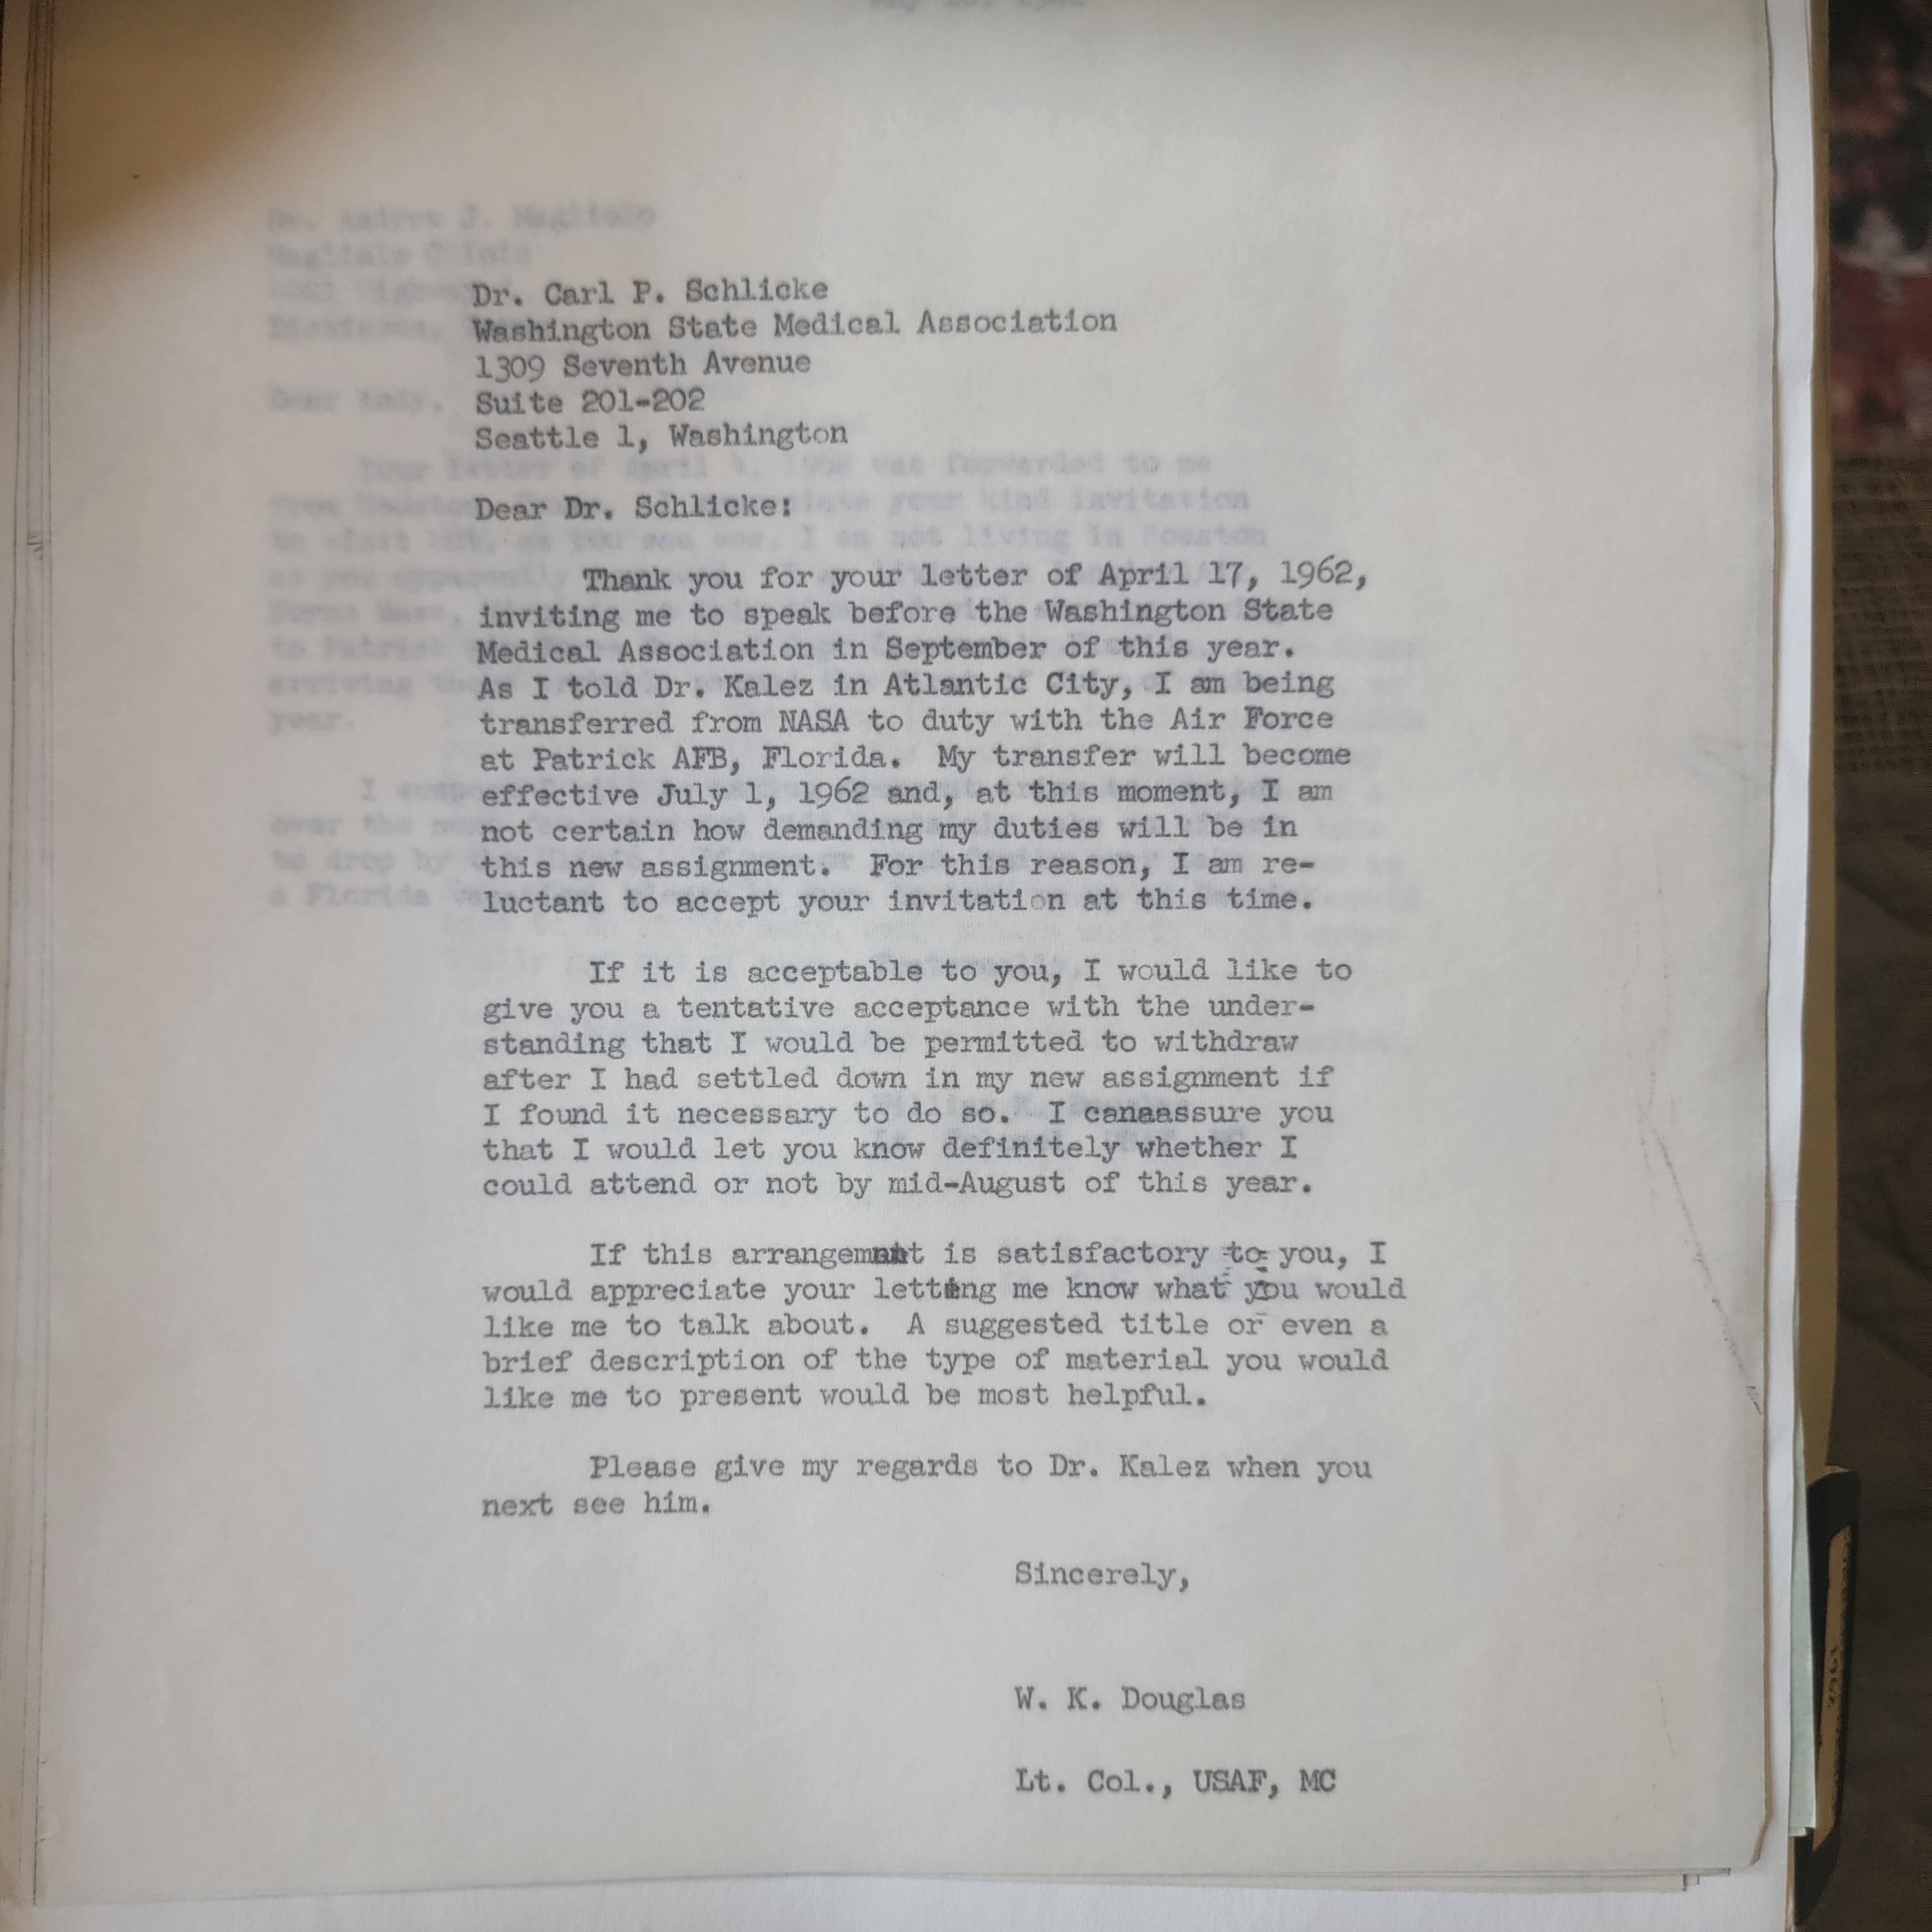 Dr. Carl P. Schlicke
Washington State Medical Association
1309 Seventh Avenue
Suite 201-202
Seattle 1, Washington
Dear Dr. Schlicke:
Thank you for your letter of April 17, 1962,
inviting me to speak before the Washington State
Medical Association in September of this year.
As I told Dr. Kalez in Atlantic City, I am being
transferred from NASA to duty with the Air Force
at Patrick AFB, Florida. My transfer will become
effective July 1, 1962 and, at this moment, I am
not certain how demanding my duties will be in
this new assignment. For this reason, I am re-
luctant to accept your invitation at this time.
If it is acceptable to you, I would like to
give you a tentative acceptance with the under-
standing that I would be permitted to withdraw
after I had settled down in my new assignment if
I found it necessary to do so. I canaassure you
that I would let you know definitely whether I
could attend or not by mid-August of this year.
If this arrangement is satisfactory to you, I
would appreciate your letting me know what you would
like me to talk about. A suggested title or even a
brief description of the type of material you would
like me to present would be most helpful.
Please give my regards to Dr. Kalez when you
next see him.
Sincerely,
W. K. Douglas
Lt. Col., USAF, MC